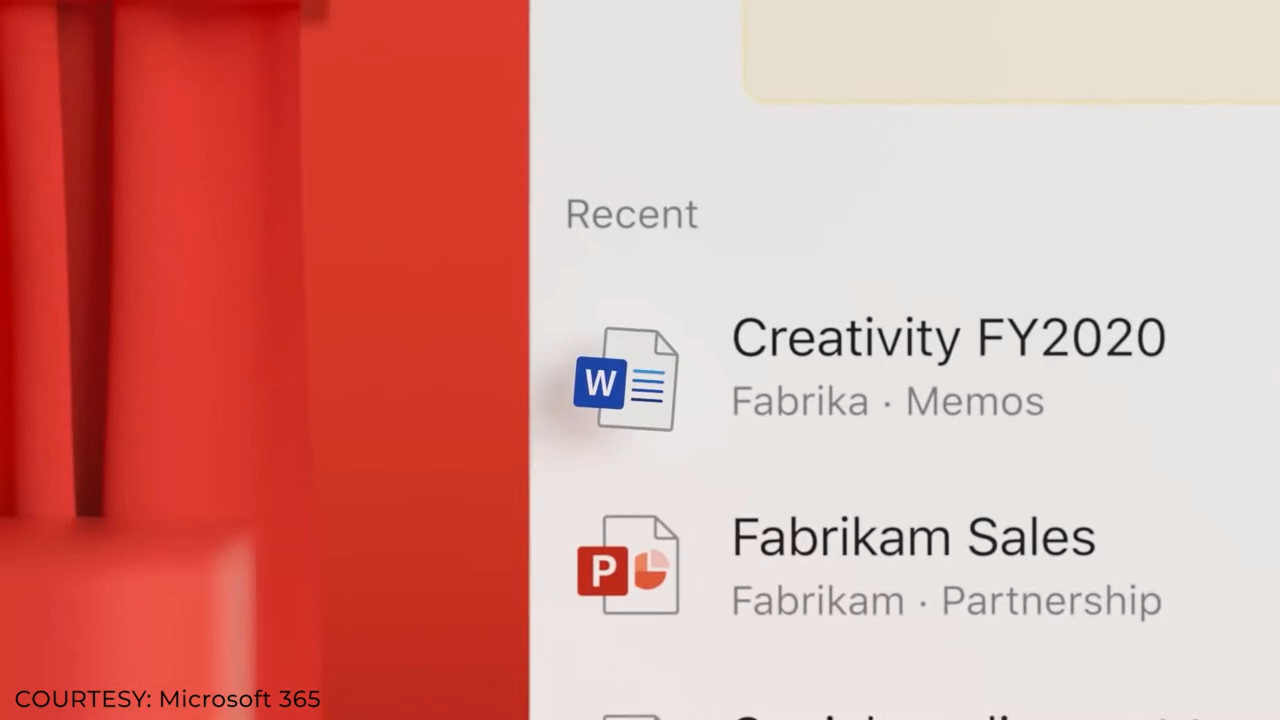 Recent
W
Creativity FY2020
Fabrika · Memos
P
Fabrikam Sales
Fabrikam · Partnership
COURTESY: Microsoft 365